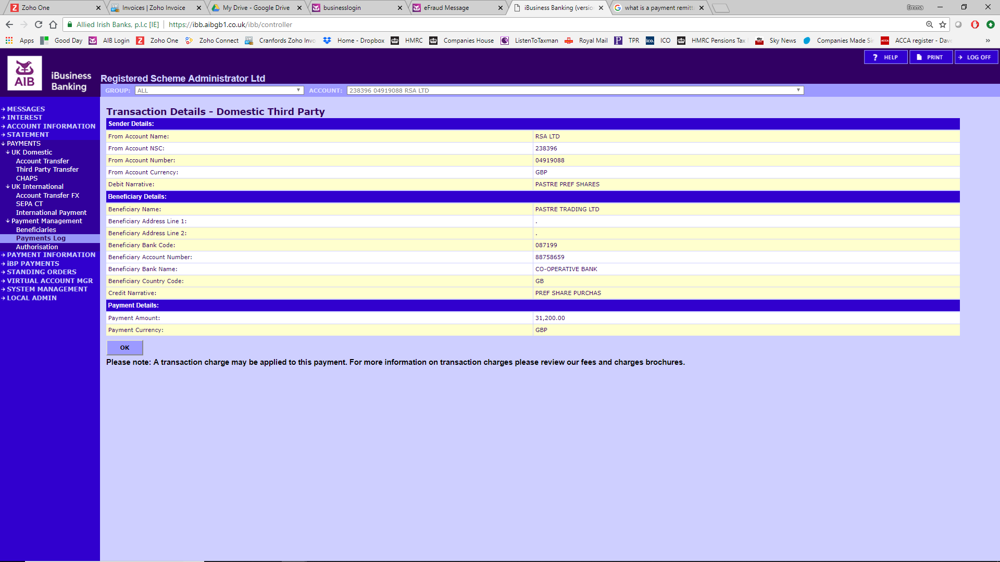 Zoho One
Invoices | Zoho Invoice
My Drive - Google Drive
businesslogin
eFraud Message
iBusiness Banking (versio
what is a payment remitt
Emma
Allied Irish Banks, p.l.c [IE] https://ibb.aibgb1.co.uk/ibb/controller
Apps Good Day AIB Login Zoho One Zoho Connect Cranfords Zoho Invo Home - Dropbox HMRC Companies House ListenToTaxman Royal Mail TPR ICO HMRC Pensions Tax Sky News Companies Made Sim ACCA register - Dave »
? HELP PRINT LOG OFF
AIB
iBusiness
Banking
Registered Scheme Administrator Ltd
GROUP: ALL ACCOUNT: 238396 04919088 RSA LTD
MESSAGES
INTEREST
ACCOUNT INFORMATION
STATEMENT
PAYMENTS
UK Domestic
Account Transfer
Third Party Transfer
CHAPS
UK International
Account Transfer FX
SEPA CT
International Payment
Payment Management
Beneficiaries
Payments Log
Authorisation
PAYMENT INFORMATION
iBP PAYMENTS
STANDING ORDERS
VIRTUAL ACCOUNT MGR
SYSTEM MANAGEMENT
LOCAL ADMIN
Transaction Details - Domestic Third Party
Sender Details:
From Account Name: RSA LTD
From Account NSC: 238396
From Account Number: 04919088
From Account Currency: GBP
Debit Narrative: PASTRE PREF SHARES
Beneficiary Details:
Beneficiary Name: PASTRE TRADING LTD
Beneficiary Address Line 1: .
Beneficiary Address Line 2: .
Beneficiary Bank Code: 087199
Beneficiary Account Number: 88758659
Beneficiary Bank Name: CO-OPERATIVE BANK
Beneficiary Country Code: GB
Credit Narrative: PREF SHARE PURCHAS
Payment Details:
Payment Amount: 31,200.00
Payment Currency: GBP
OK
Please note: A transaction charge may be applied to this payment. For more information on transaction charges please review our fees and charges brochures.